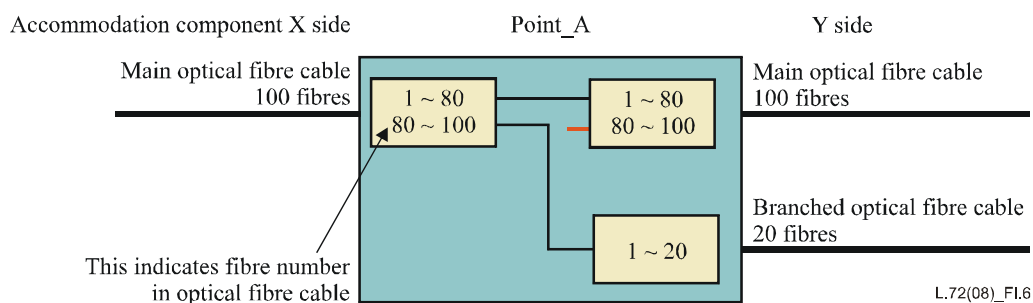 Accommodation component X side
Point_A
Y side
Main optical fibre cable
100 fibres
1 ~ 80
80 ~ 100
1 ~ 80
80 ~ 100
Main optical fibre cable
100 fibres
1 ~ 20
Branched optical fibre cable
20 fibres
This indicates fibre number
in optical fibre cable
L.72(08)_FI.6